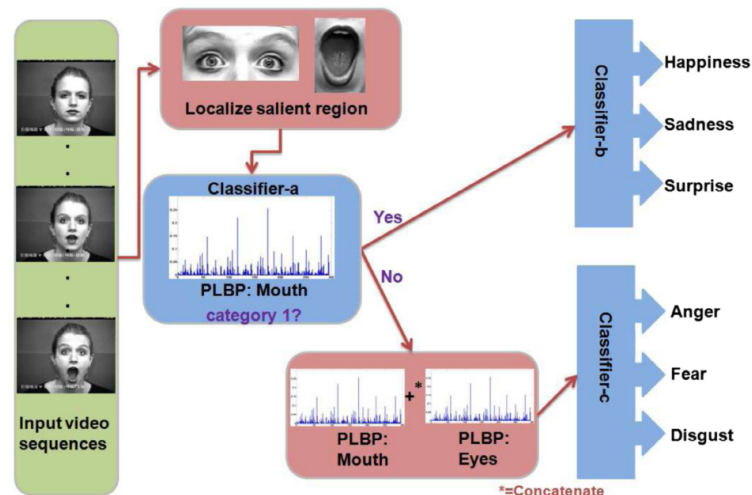 Localize salient region
Classifier-a
PLBP: Mouth
category 1?
Yes
No
Classifier-b
Happiness
Sadness
Surprise
Input video
sequences
+*
PLBP:
Mouth
PLBP:
Eyes
Classifier-c
Anger
Fear
Disgust
*=Concatenate